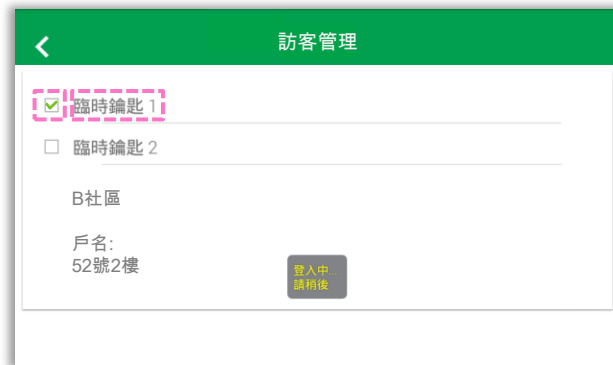 訪客管理
臨時鑰匙 1
臨時鑰匙 2
B社區
戶名:
52號2樓
登入中...
請稍後